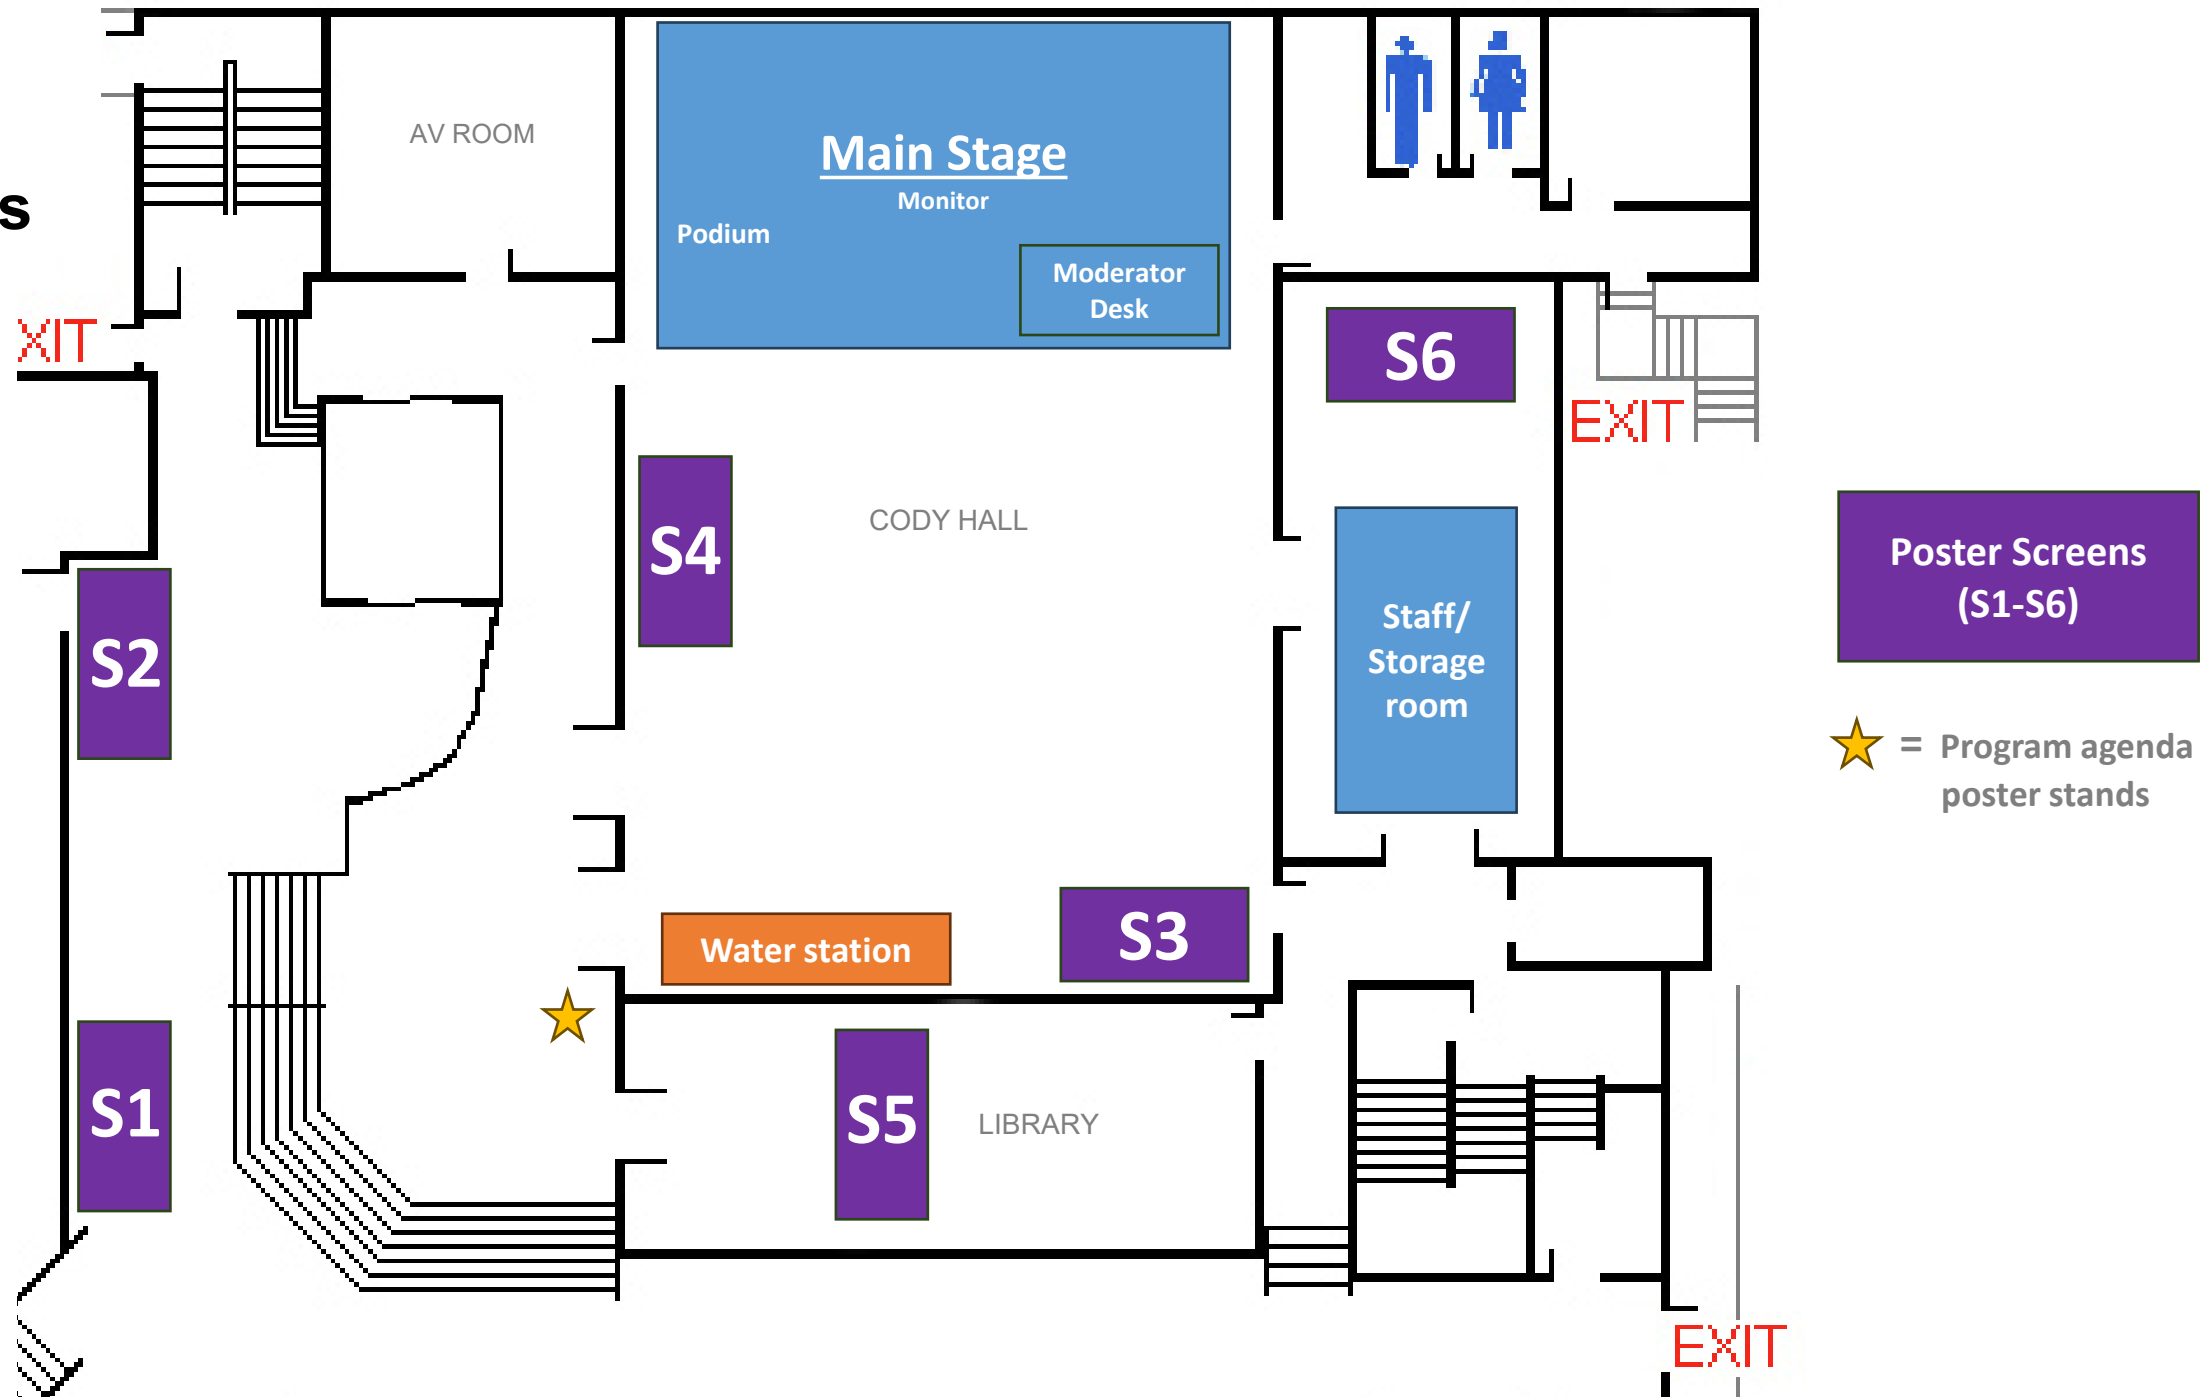 s
AV ROOM
Main Stage
Monitor
Podium
Moderator
Desk
XIT
S6
EXIT
S4
CODY HALL
Poster Screens
(S1-S6)
S2
Staff/
Storage
room
= Program agenda
poster stands
Water station
S3
S1
S5
LIBRARY
EXIT